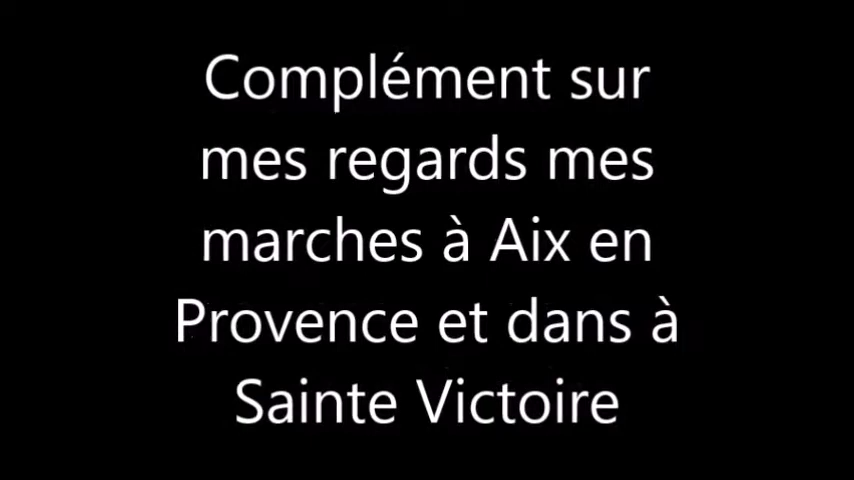 Complément sur
mes regards mes
marches à Aix en
Provence et dans à
Sainte Victoire